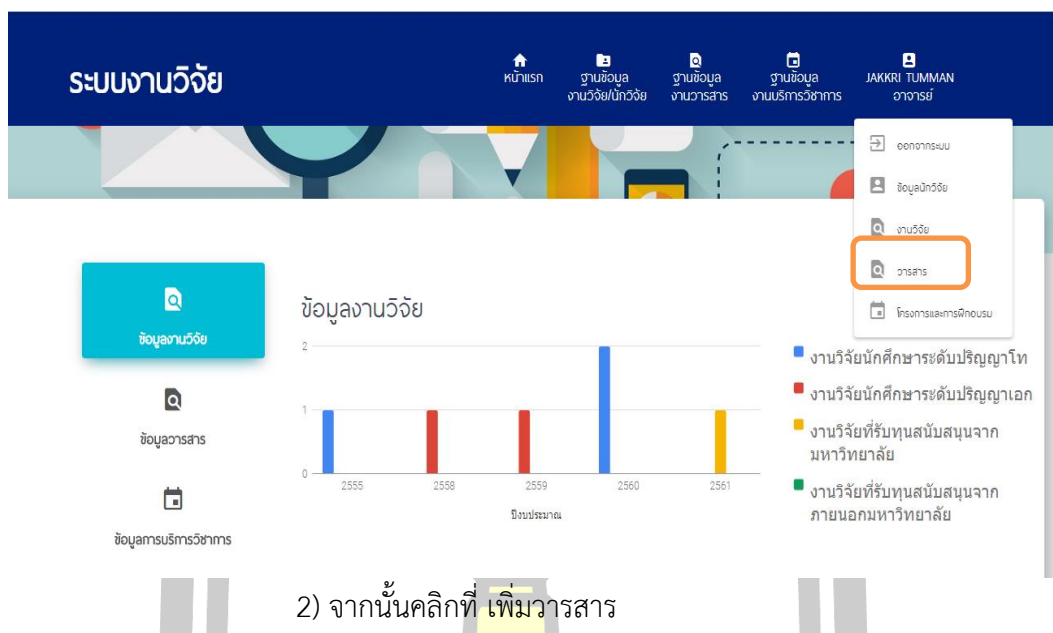 ระบบงานวิจัย
หน้าแรก
ฐานข้อมูล
งานวิจัย/นักวิจัย
ฐานข้อมูล
งานวารสาร
ฐานข้อมูล
งานบริการวิชาการ
JAKKRI TUMMAN
อาจารย์
ออกจากระบบ
ข้อมูลนักวิจัย
งานวิจัย
วารสาร
โครงการและการฝึกอบรม
ข้อมูลงานวิจัย
ข้อมูลวารสาร
ข้อมูลการบริการวิชาการ
ข้อมูลงานวิจัย
2
1
0
2555
2558
2559
2560
2561
ปีงบประมาณ
งานวิจัยนักศึกษาระดับปริญญาโท
งานวิจัยนักศึกษาระดับปริญญาเอก
งานวิจัยที่รับทุนสนับสนุนจาก
มหาวิทยาลัย
งานวิจัยที่รับทุนสนับสนุนจาก
ภายนอกมหาวิทยาลัย
2) จากนั้นคลิกที่ เพิ่มวารสาร